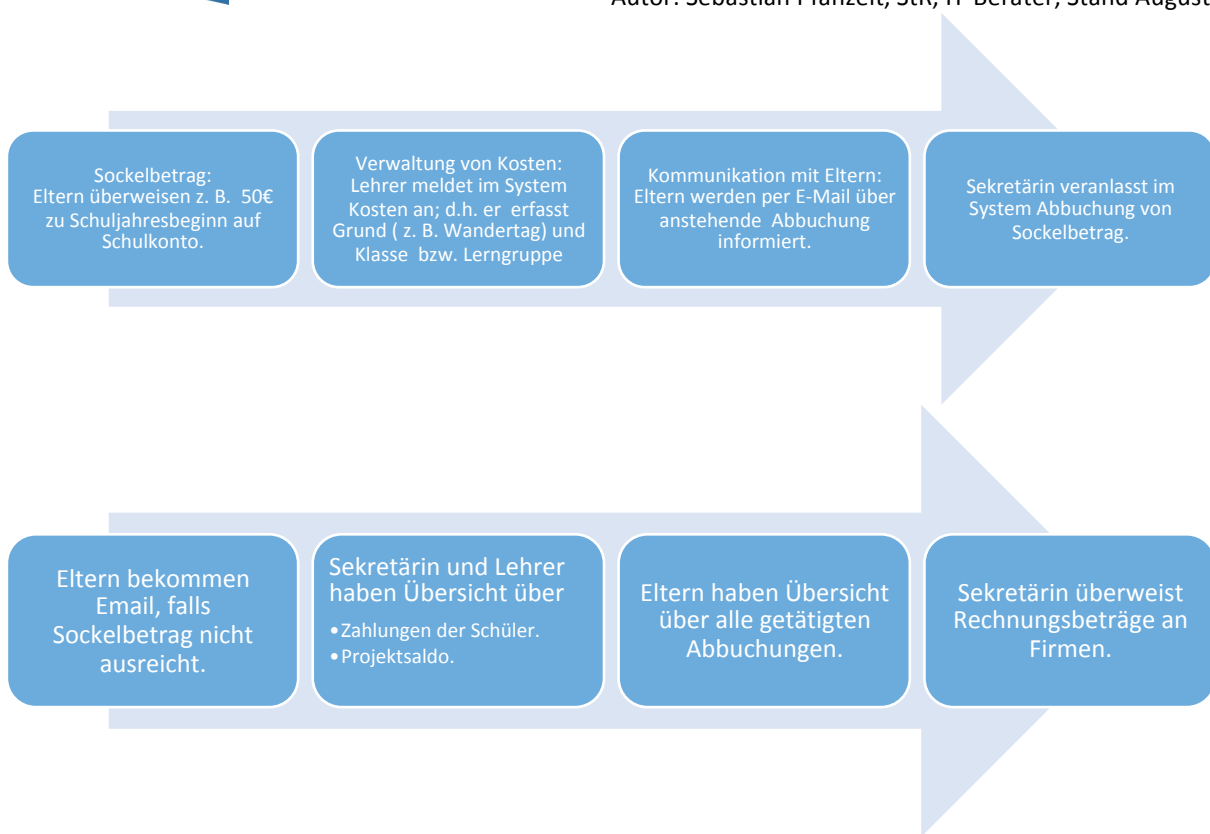 Autor: Sebastian Pfanzelt, StR, IT-Berater, Stand August
Sockelbetrag:
Eltern überweisen z. B. 50€
zu Schuljahresbeginn auf
Schulkonto.
Verwaltung von Kosten:
Lehrer meldet im System
Kosten an; d.h. er erfasst
Grund ( z. B. Wandertag) und
Klasse bzw. Lerngruppe
Kommunikation mit Eltern:
Eltern werden per E-Mail über
anstehende Abbuchung
informiert.
Sekretärin veranlasst im
System Abbuchung von
Sockelbetrag.
Eltern bekommen
Email, falls
Sockelbetrag nicht
ausreicht.
Sekretärin und Lehrer
haben Übersicht über
•Zahlungen der Schüler.
•Projektsaldo.
Eltern haben Übersicht
über alle getätigten
Abbuchungen.
Sekretärin überweist
Rechnungsbeträge an
Firmen.